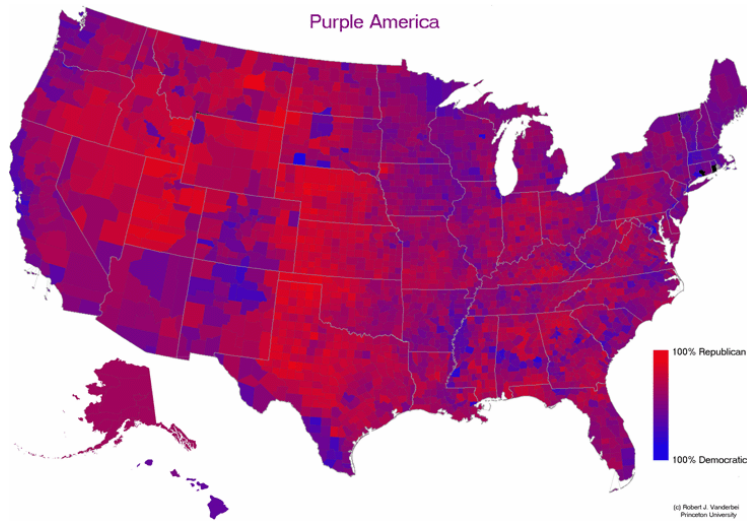 Purple America
100% Republican
100% Democratic
(c) Robert J. Vanderbei
Princeton University